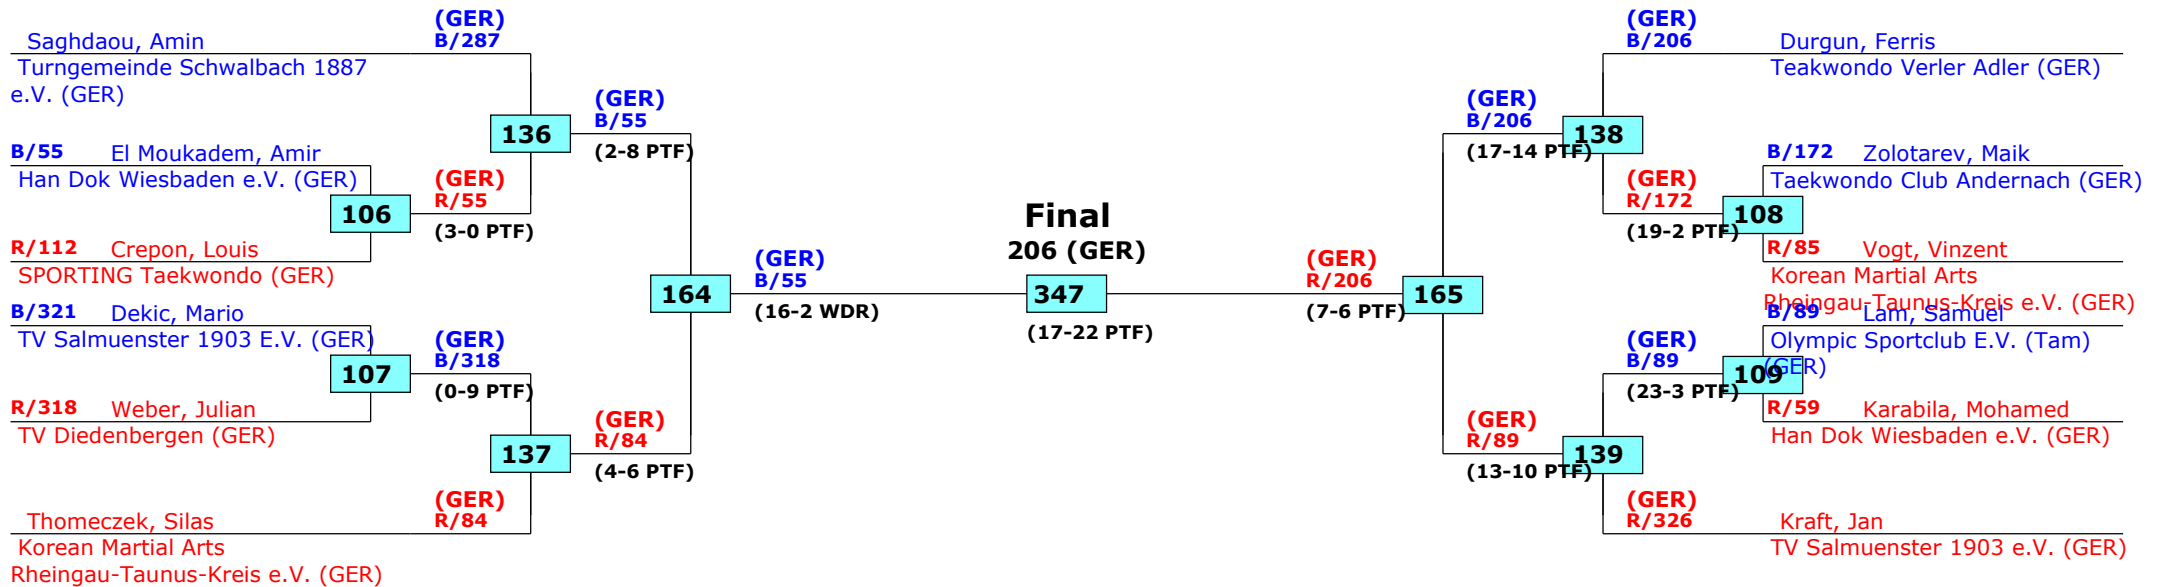 (GER)
B/287
Saghdaou, Amin
Turngemeinde Schwalbach 1887
e.V. (GER)
136
(GER)
B/55
(2-8 PTF)
B/55 El Moukadem, Amir
Han Dok Wiesbaden e.V. (GER)
106
(GER)
R/55
(3-0 PTF)
R/112 Crepon, Louis
SPORTING Taekwondo (GER)
164
(GER)
B/55
(16-2 WDR)
B/321 Dekic, Mario
TV Salmuenster 1903 E.V. (GER)
107
(GER)
B/318
(0-9 PTF)
R/318 Weber, Julian
TV Diedenbergen (GER)
137
(GER)
R/84
(4-6 PTF)
(GER)
R/84
Thomeczek, Silas
Korean Martial Arts
Rheingau-Taunus-Kreis e.V. (GER)
Final
206 (GER)
347
(17-22 PTF)
(GER)
B/206
Durgun, Ferris
Teakwondo Verler Adler (GER)
(GER)
B/206
138
(17-14 PTF)
B/172 Zolotarev, Maik
Taekwondo Club Andernach (GER)
(GER)
R/172
108
(19-2 PTF)
R/85 Vogt, Vinzent
Korean Martial Arts
Rheingau-Taunus-Kreis e.V. (GER)
(GER)
R/206
165
(7-6 PTF)
B/89 Lam, Samuel
Olympic Sportclub E.V. (Tam)
(GER)
(GER)
B/89
109
(23-3 PTF)
R/59 Karabila, Mohamed
Han Dok Wiesbaden e.V. (GER)
(GER)
R/89
139
(13-10 PTF)
(GER)
R/326
Kraft, Jan
TV Salmuenster 1903 e.V. (GER)